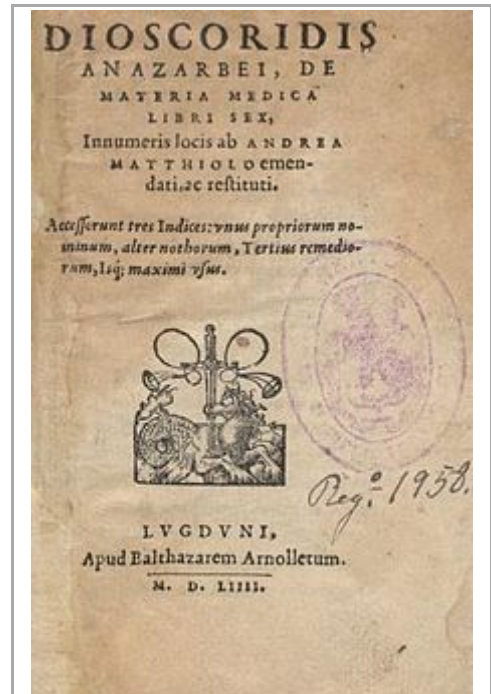 DIOSCORIDIS
ANAZARBEI, DE
MATERIA MEDICA
LIBRI SEX,
Innumeris locis ab ANDREA
MATTHIOLO emen-
dati, ac restituti.
Accesserunt tres Indices: vnus propriorum no-
minum, alter nothorum, Tertius remedio-
rum, Isq; maximi vsus.
Reg.º 1958.
LVGDVNI,
Apud Balthazarem Arnolletum.
M. D. LIIII.